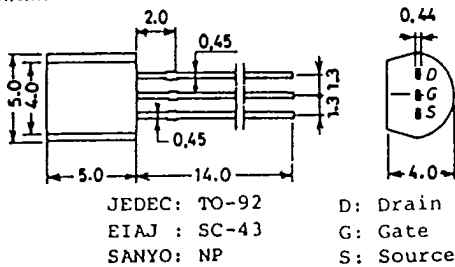 2.0
0,45
0,44
5.0
4.0
1.3
1.3
D
G
S
0,45
5.0
14.0
4.0
JEDEC: TO-92
EIAJ : SC-43
SANYO: NP
D: Drain
G: Gate
S: Source